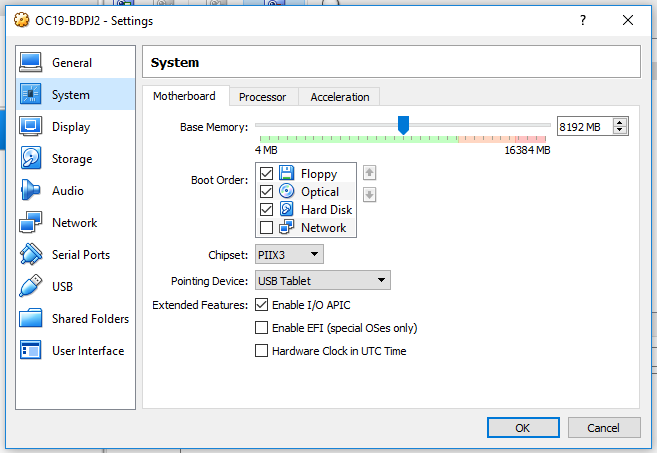 OC19-BDPJ2 - Settings
?
General
System
Display
Storage
Audio
Network
Serial Ports
USB
Shared Folders
User Interface
System
Motherboard Processor Acceleration
Base Memory: 8192 MB
4 MB 16384 MB
Boot Order: Floppy
Optical
Hard Disk
Network
Chipset: PIIX3
Pointing Device: USB Tablet
Extended Features: Enable I/O APIC
Enable EFI (special OSes only)
Hardware Clock in UTC Time
OK Cancel